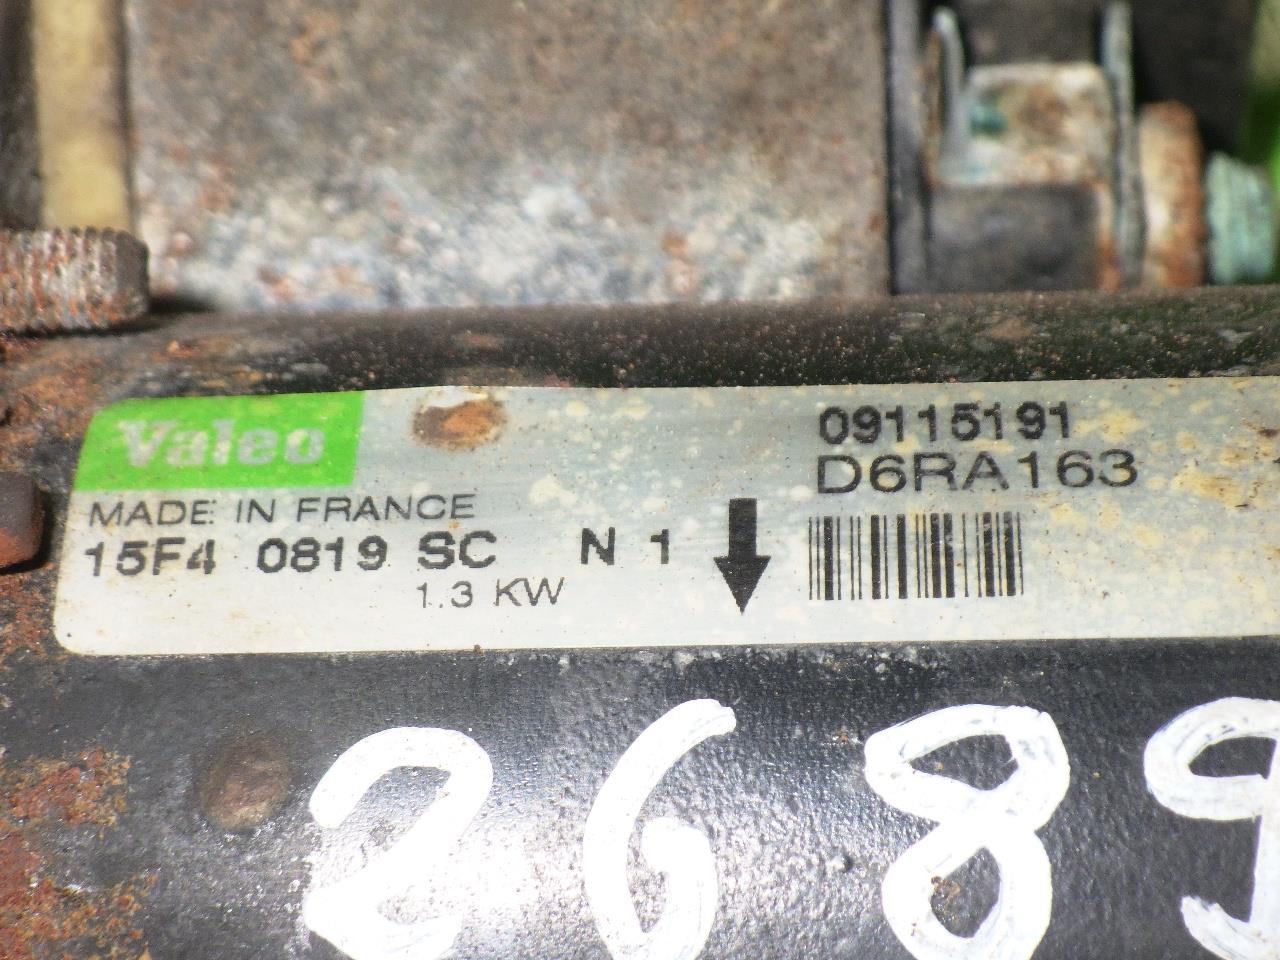 Valeo
09115191
D6RA163
MADE IN FRANCE
15F4 0819 SC N 1
1.3 KW
2689